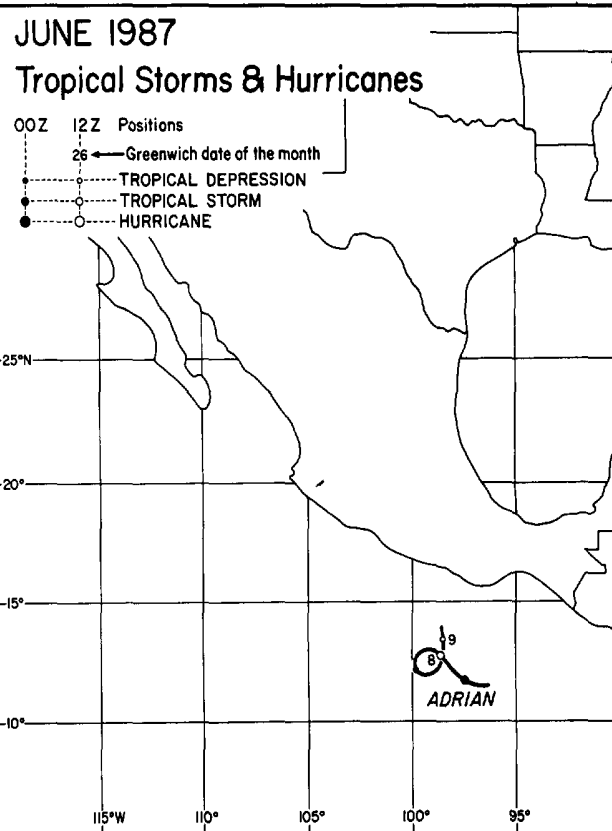 JUNE 1987
Tropical Storms & Hurricanes
00Z 12Z Positions
26 Greenwich date of the month
TROPICAL DEPRESSION
TROPICAL STORM
HURRICANE
25°N
20°
15°
9
8
ADRIAN
10°
115°W 110° 105° 100° 95°